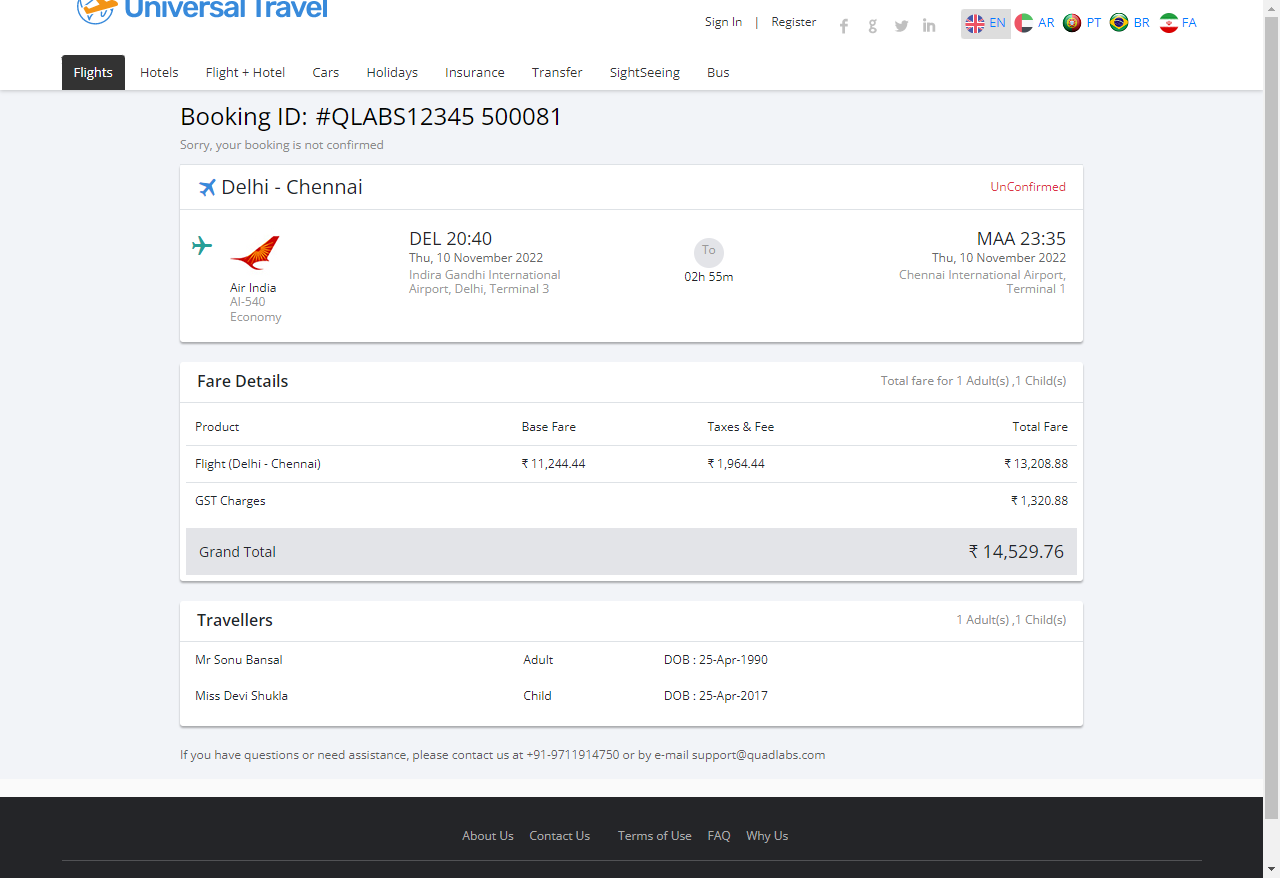 Universal Travel
Sign In | Register
EN AR PT BR FA
Flights Hotels Flight + Hotel Cars Holidays Insurance Transfer SightSeeing Bus
Booking ID: #QLABS12345 500081
Sorry, your booking is not confirmed
Delhi - Chennai UnConfirmed
DEL 20:40 To MAA 23:35
Thu, 10 November 2022 Thu, 10 November 2022
Indira Gandhi International 02h 55m Chennai International Airport,
Air India Airport, Delhi, Terminal 3 Terminal 1
AI-540
Economy
Fare Details Total fare for 1 Adult(s) ,1 Child(s)
Product Base Fare Taxes & Fee Total Fare
Flight (Delhi - Chennai) ₹ 11,244.44 ₹ 1,964.44 ₹ 13,208.88
GST Charges ₹ 1,320.88
Grand Total ₹ 14,529.76
Travellers 1 Adult(s) ,1 Child(s)
Mr Sonu Bansal Adult DOB : 25-Apr-1990
Miss Devi Shukla Child DOB : 25-Apr-2017
If you have questions or need assistance, please contact us at +91-9711914750 or by e-mail support@quadlabs.com
About Us Contact Us Terms of Use FAQ Why Us